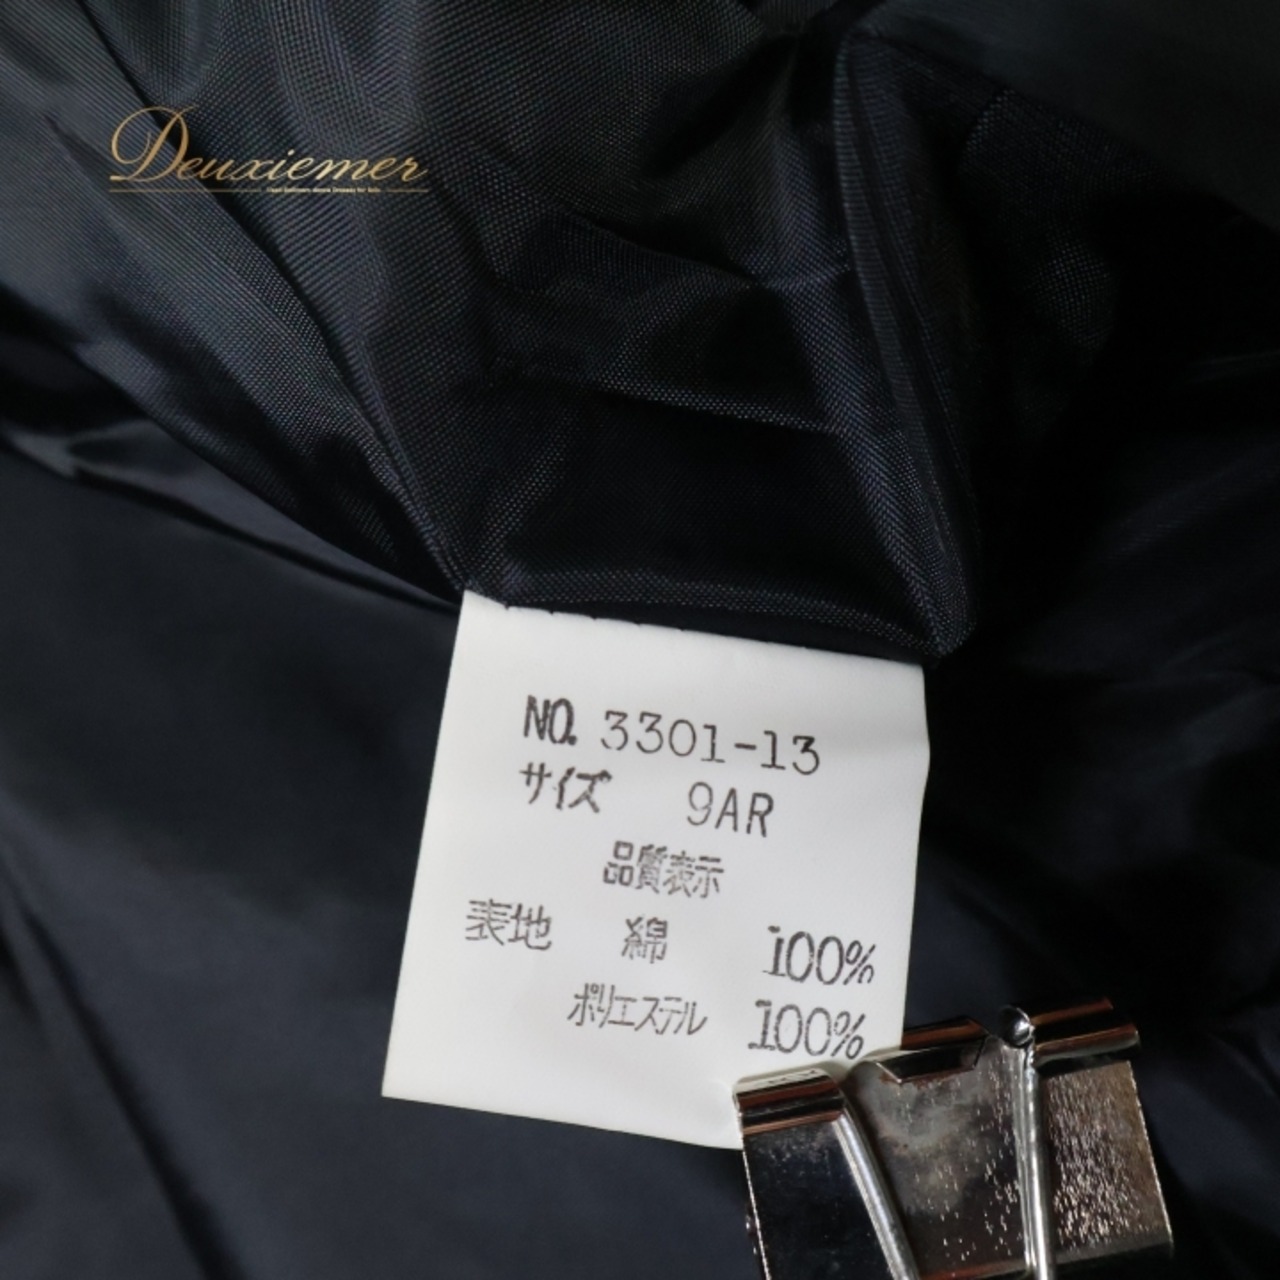 Deuxiemer
NO. 3301-13
サイズ 9AR
品質表示
表地 綿 100%
ポリエステル 100%